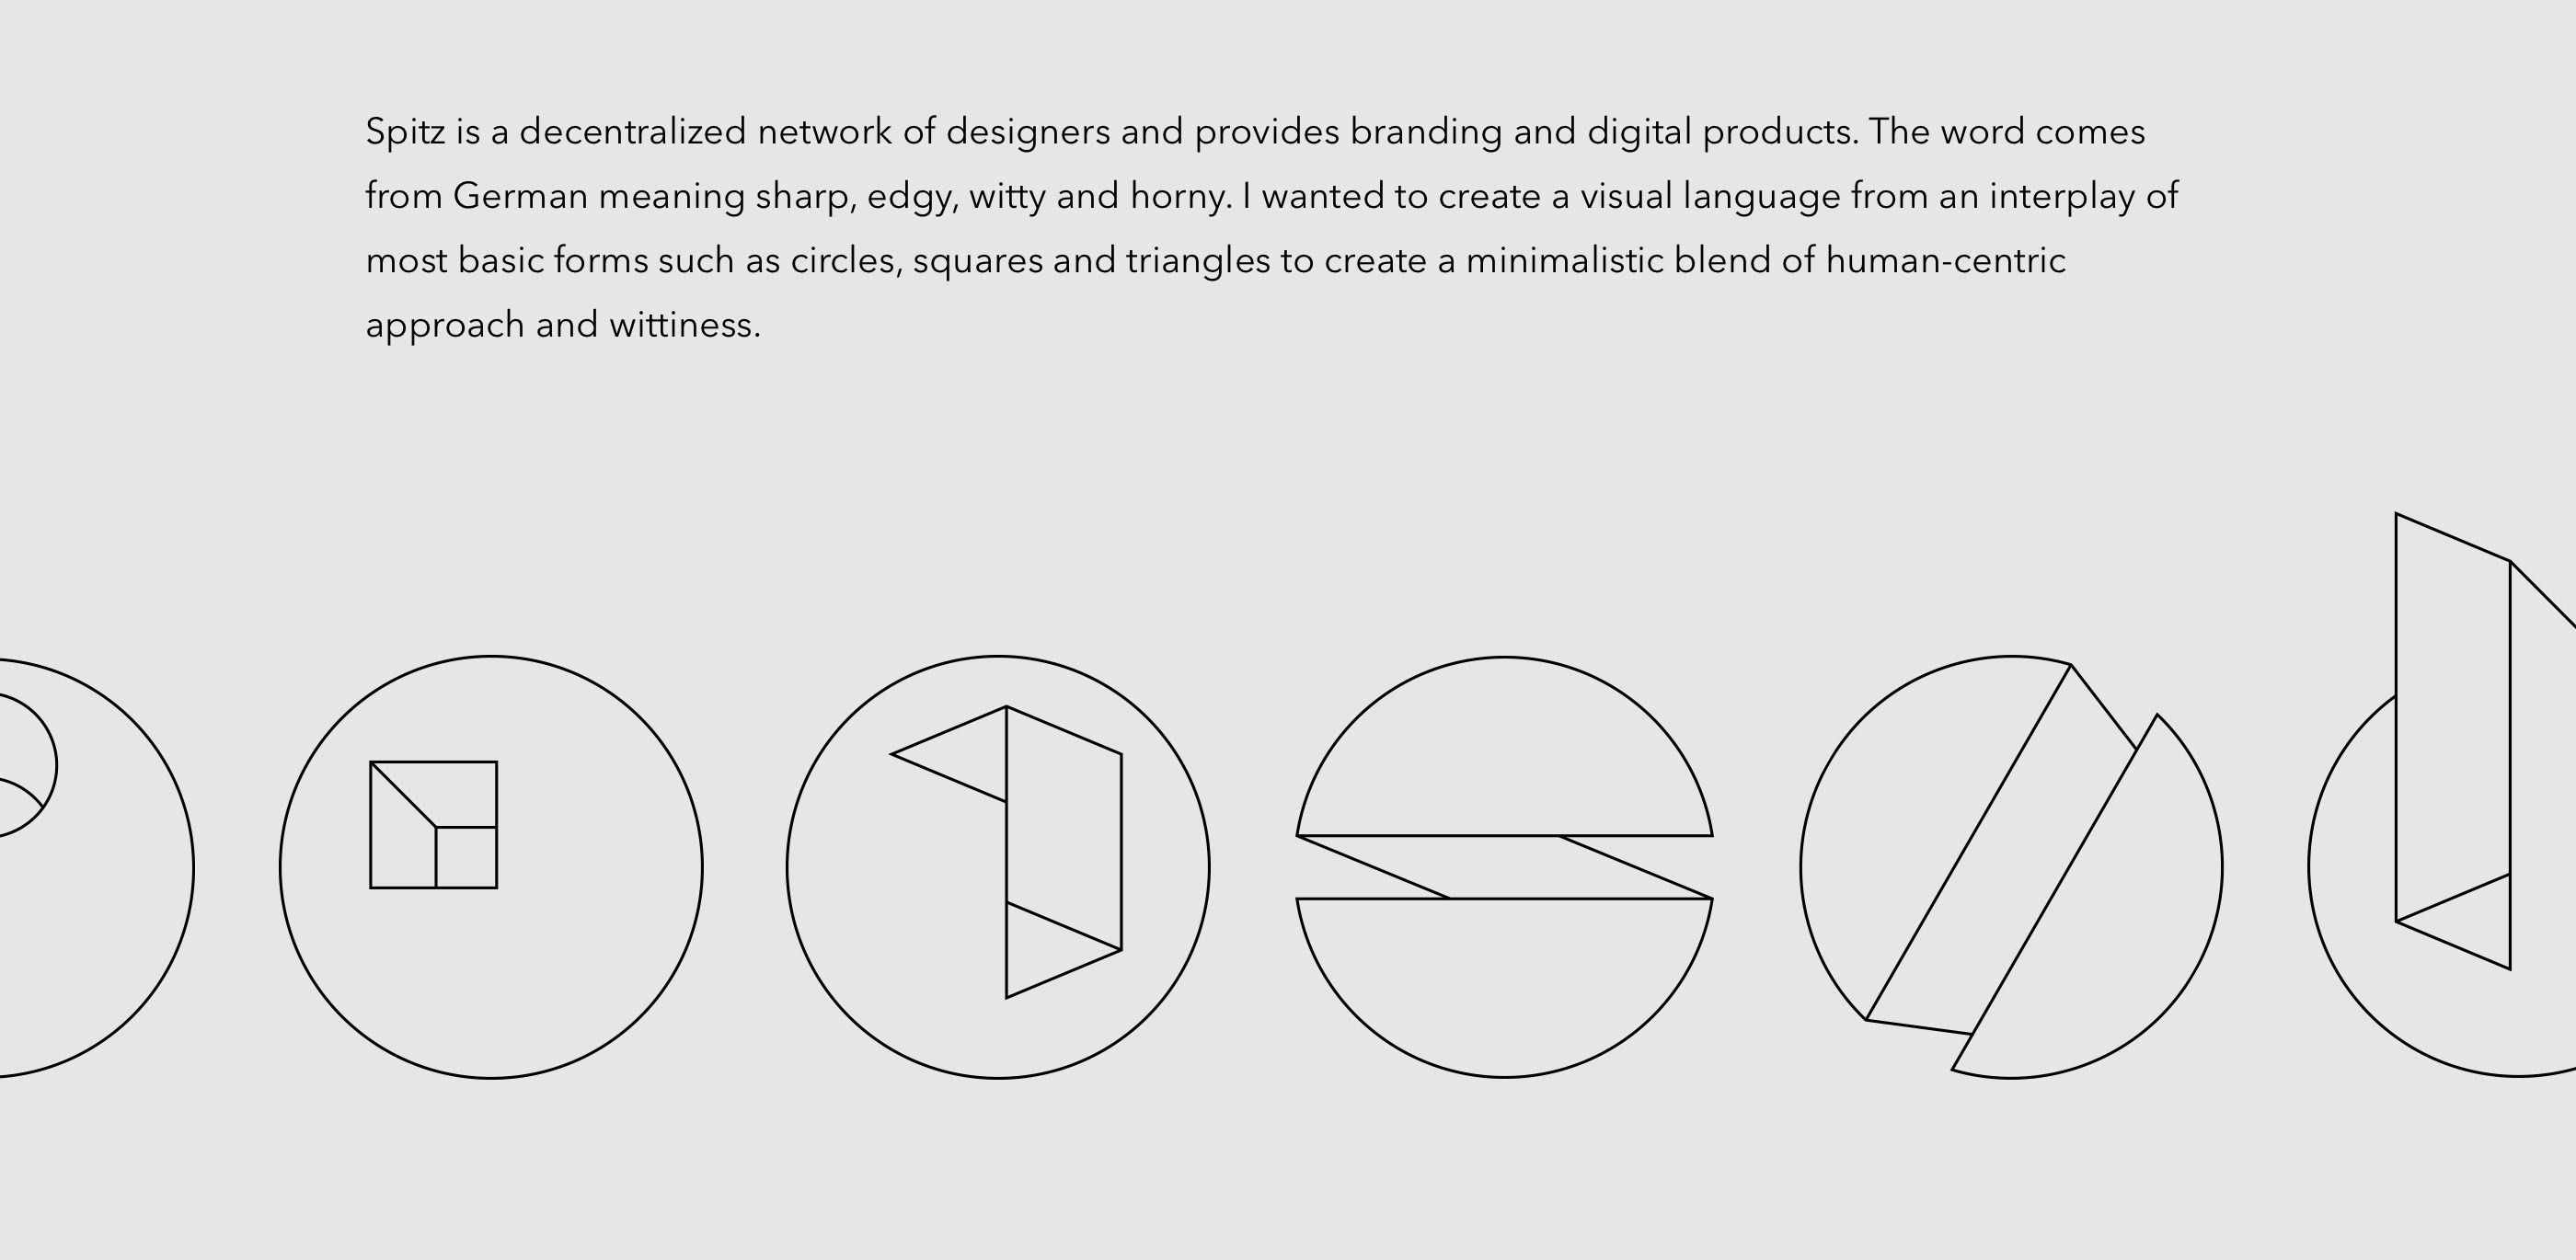 Spitz is a decentralized network of designers and provides branding and digital products. The word comes
from German meaning sharp, edgy, witty and horny. I wanted to create a visual language from an interplay of
most basic forms such as circles, squares and triangles to create a minimalistic blend of human-centric
approach and wittiness.